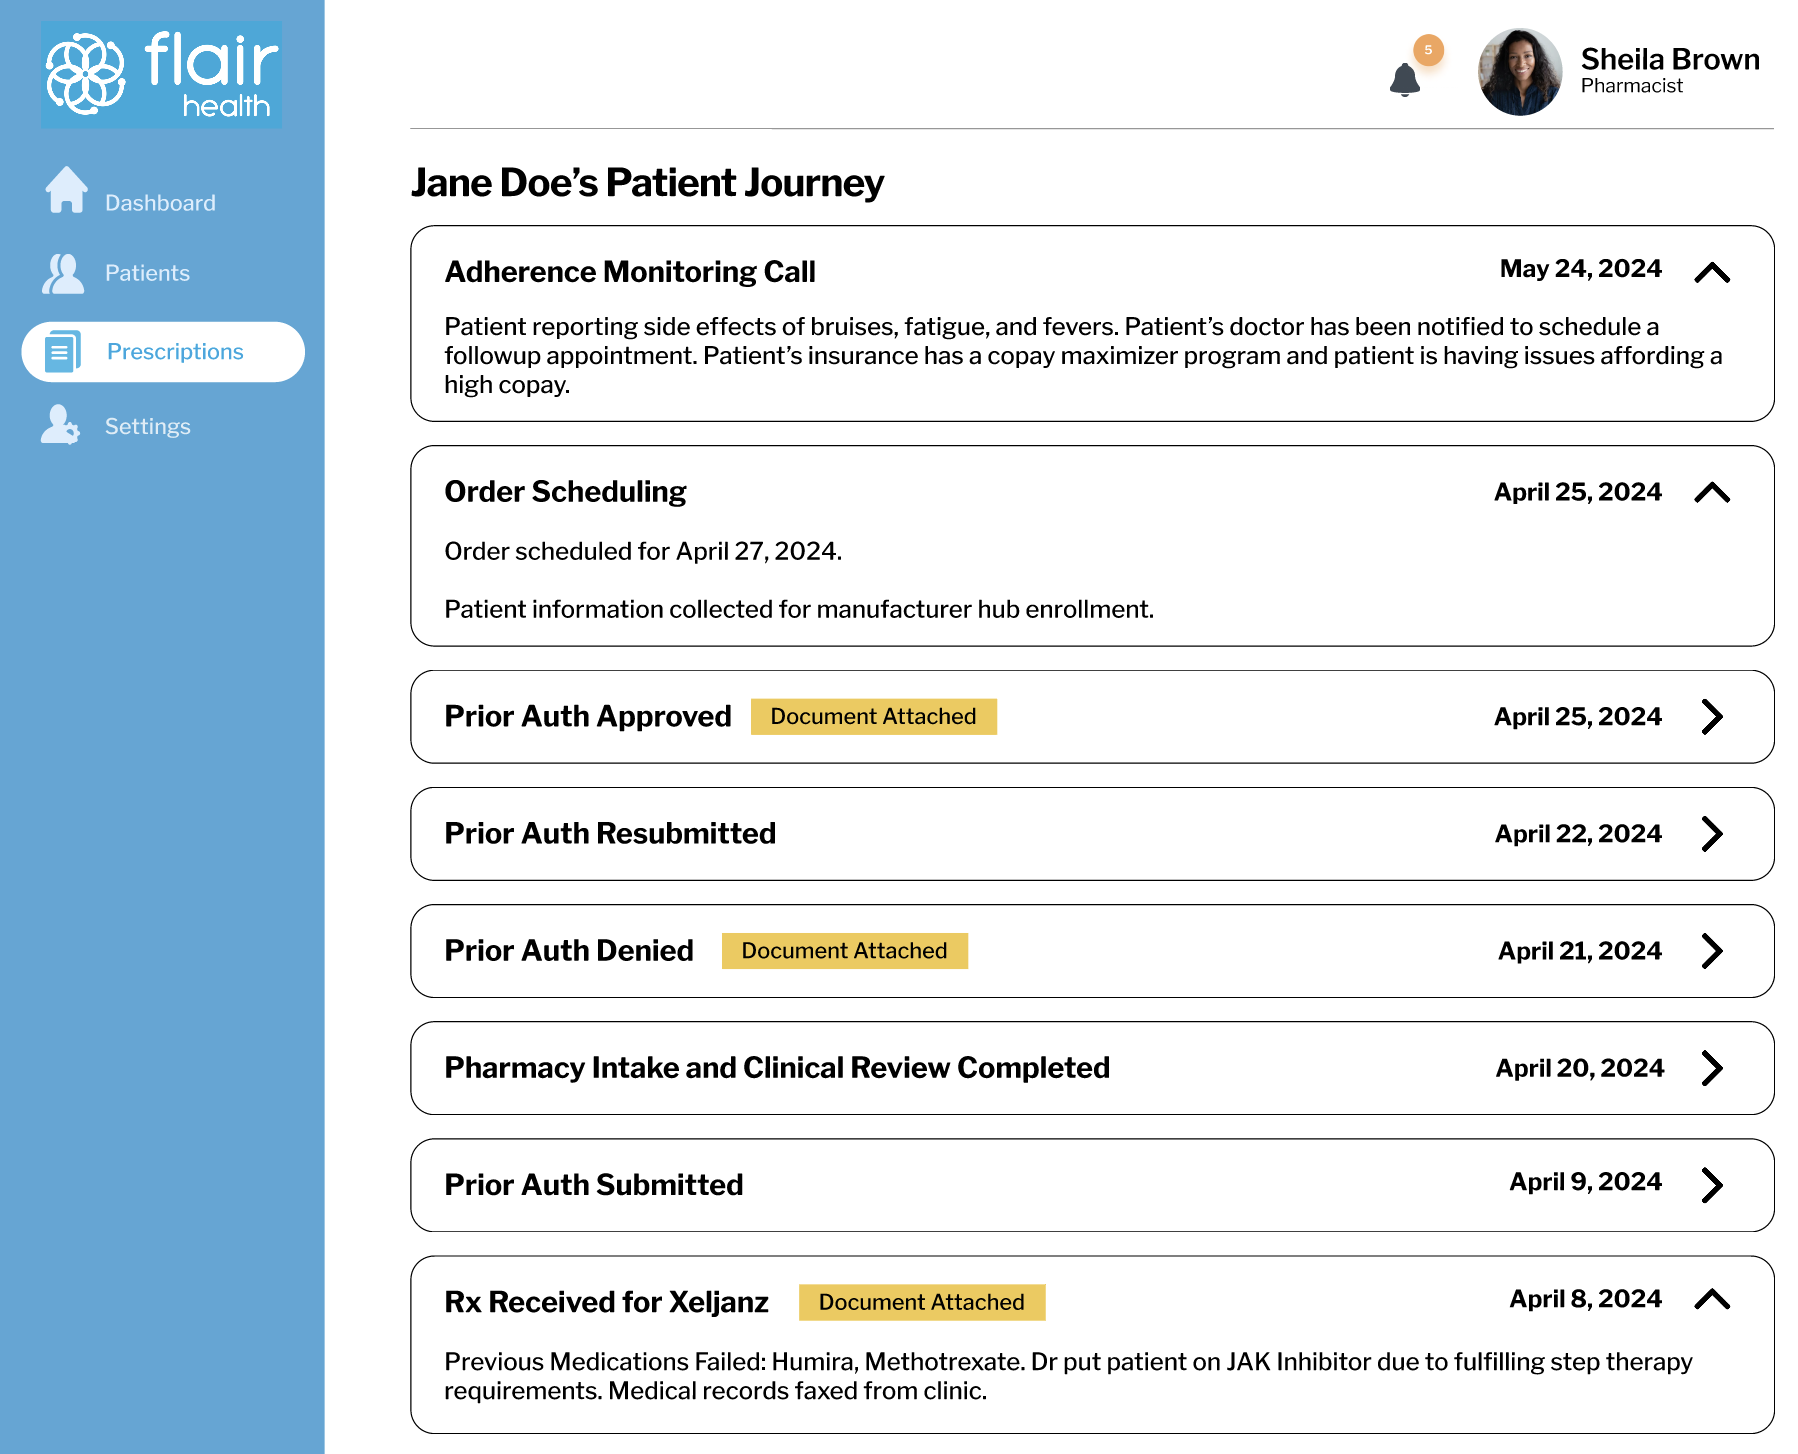 flair
health
5
Sheila Brown
Pharmacist
Dashboard
Patients
Prescriptions
Settings
Jane Doe’s Patient Journey
Adherence Monitoring Call
May 24, 2024
Patient reporting side effects of bruises, fatigue, and fevers. Patient’s doctor has been notified to schedule a
followup appointment. Patient’s insurance has a copay maximizer program and patient is having issues affording a
high copay.
Order Scheduling
April 25, 2024
Order scheduled for April 27, 2024.
Patient information collected for manufacturer hub enrollment.
Prior Auth Approved
Document Attached
April 25, 2024
Prior Auth Resubmitted
April 22, 2024
Prior Auth Denied
Document Attached
April 21, 2024
Pharmacy Intake and Clinical Review Completed
April 20, 2024
Prior Auth Submitted
April 9, 2024
Rx Received for Xeljanz
Document Attached
April 8, 2024
Previous Medications Failed: Humira, Methotrexate. Dr put patient on JAK Inhibitor due to fulfilling step therapy
requirements. Medical records faxed from clinic.